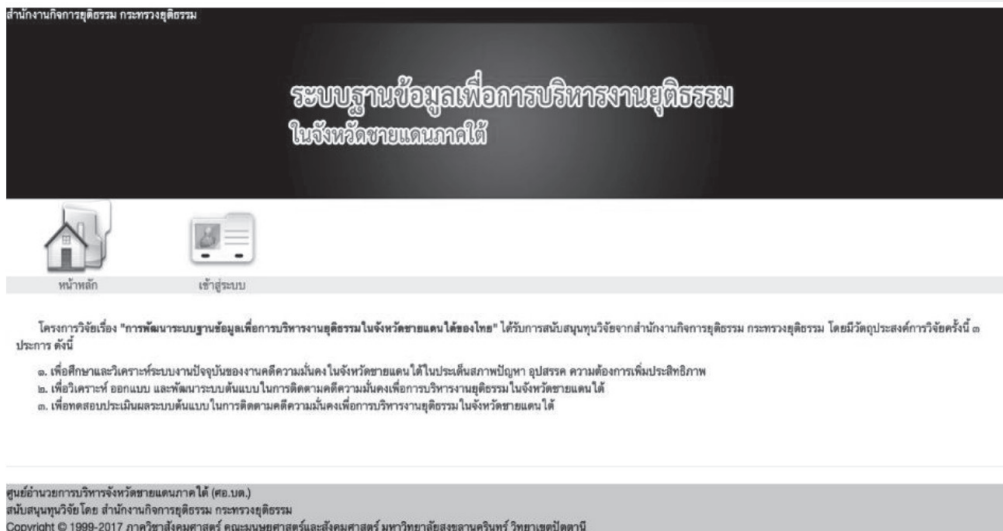 สำนักงานกิจการยุติธรรม กระทรวงยุติธรรม
ระบบฐานข้อมูลเพื่อการบริหารงานยุติธรรม
ในจังหวัดชายแดนภาคใต้
หน้าหลัก เข้าสู่ระบบ
โครงการวิจัยเรื่อง "การพัฒนาระบบฐานข้อมูลเพื่อการบริหารงานยุติธรรมในจังหวัดชายแดนใต้ของไทย" ได้รับการสนับสนุนทุนวิจัยจากสำนักงานกิจการยุติธรรม กระทรวงยุติธรรม โดยมีวัตถุประสงค์การวิจัยครั้งนี้ ๓
ประการ ดังนี้
๑. เพื่อศึกษาและวิเคราะห์ระบบงานปัจจุบันของงานคดีความมั่นคงในจังหวัดชายแดนใต้ในประเด็นสภาพปัญหา อุปสรรค ความต้องการเพิ่มประสิทธิภาพ
๒. เพื่อวิเคราะห์ ออกแบบ และพัฒนาระบบต้นแบบในการติดตามคดีความมั่นคงเพื่อการบริหารงานยุติธรรมในจังหวัดชายแดนใต้
๓. เพื่อทดสอบประเมินผลระบบต้นแบบในการติดตามคดีความมั่นคงเพื่อการบริหารงานยุติธรรมในจังหวัดชายแดนใต้
ศูนย์อำนวยการบริหารจังหวัดชายแดนภาคใต้ (ศอ.บต.)
สนับสนุนทุนวิจัยโดย สำนักงานกิจการยุติธรรม กระทรวงยุติธรรม
Copyright © 1999-2017 ภาควิชาสังคมศาสตร์ คณะมนุษยศาสตร์และสังคมศาสตร์ มหาวิทยาลัยสงขลานครินทร์ วิทยาเขตปัตตานี